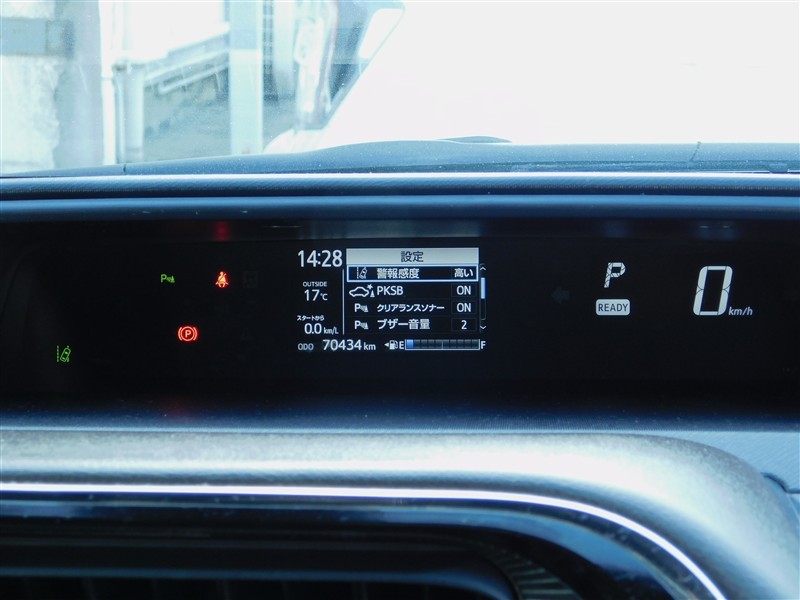 14:28
OUTSIDE
17℃
スタートから
0.0 km/L
ODO 70434 km
設定
警報感度 高い
PKSB ON
クリアランスソナー ON
ブザー音量 2
E F
P
READY
0 km/h
P
P